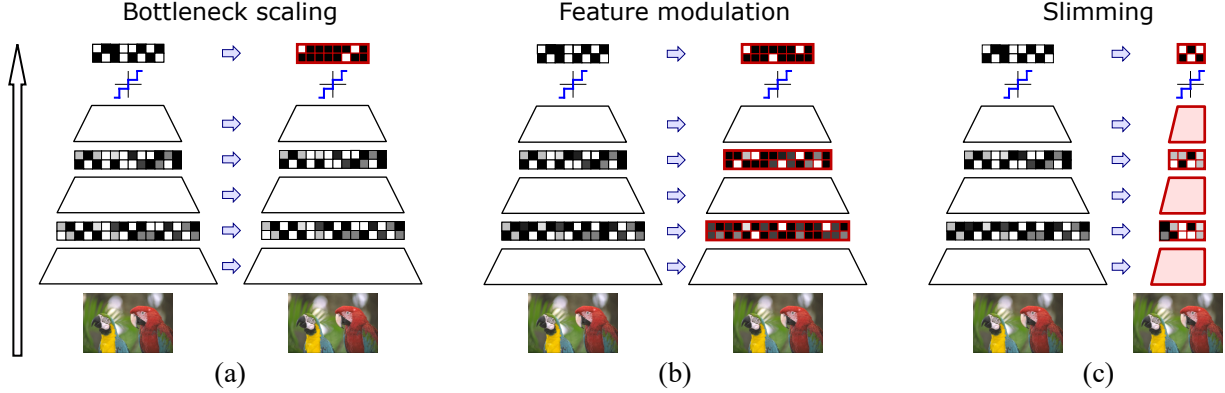 Bottleneck scaling
Feature modulation
Slimming
(a)
(b)
(c)